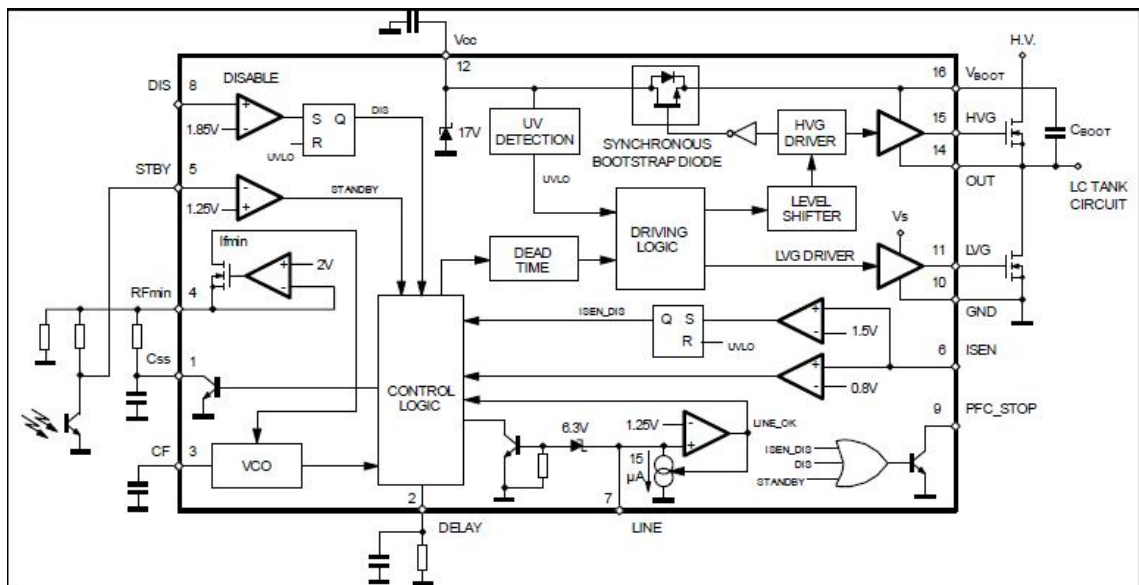 Vcc
H.V.
12
DIS
8
DISABLE
16
VBOOT
+
-
1.85V
S Q
R
DIS
UVLO
17V
UV
DETECTION
SYNCHRONOUS
BOOTSTRAP DIODE
HVG
DRIVER
15
HVG
CBOOT
14
OUT
LC TANK
CIRCUIT
STBY
5
-
+
1.25V
STANDBY
UVLO
LEVEL
SHIFTER
DRIVING
LOGIC
Vs
Ifmin
DEAD
TIME
LVG DRIVER
11
LVG
10
GND
+
-
2V
RFmin
4
ISEN_DIS
Q S
R
UVLO
+
-
1.5V
6
ISEN
Css
1
CONTROL
LOGIC
+
-
0.8V
9
PFC_STOP
6.3V
1.25V
-
+
LINE_OK
CF
3
VCO
15
µA
ISEN_DIS
DIS
STANDBY
2
DELAY
7
LINE